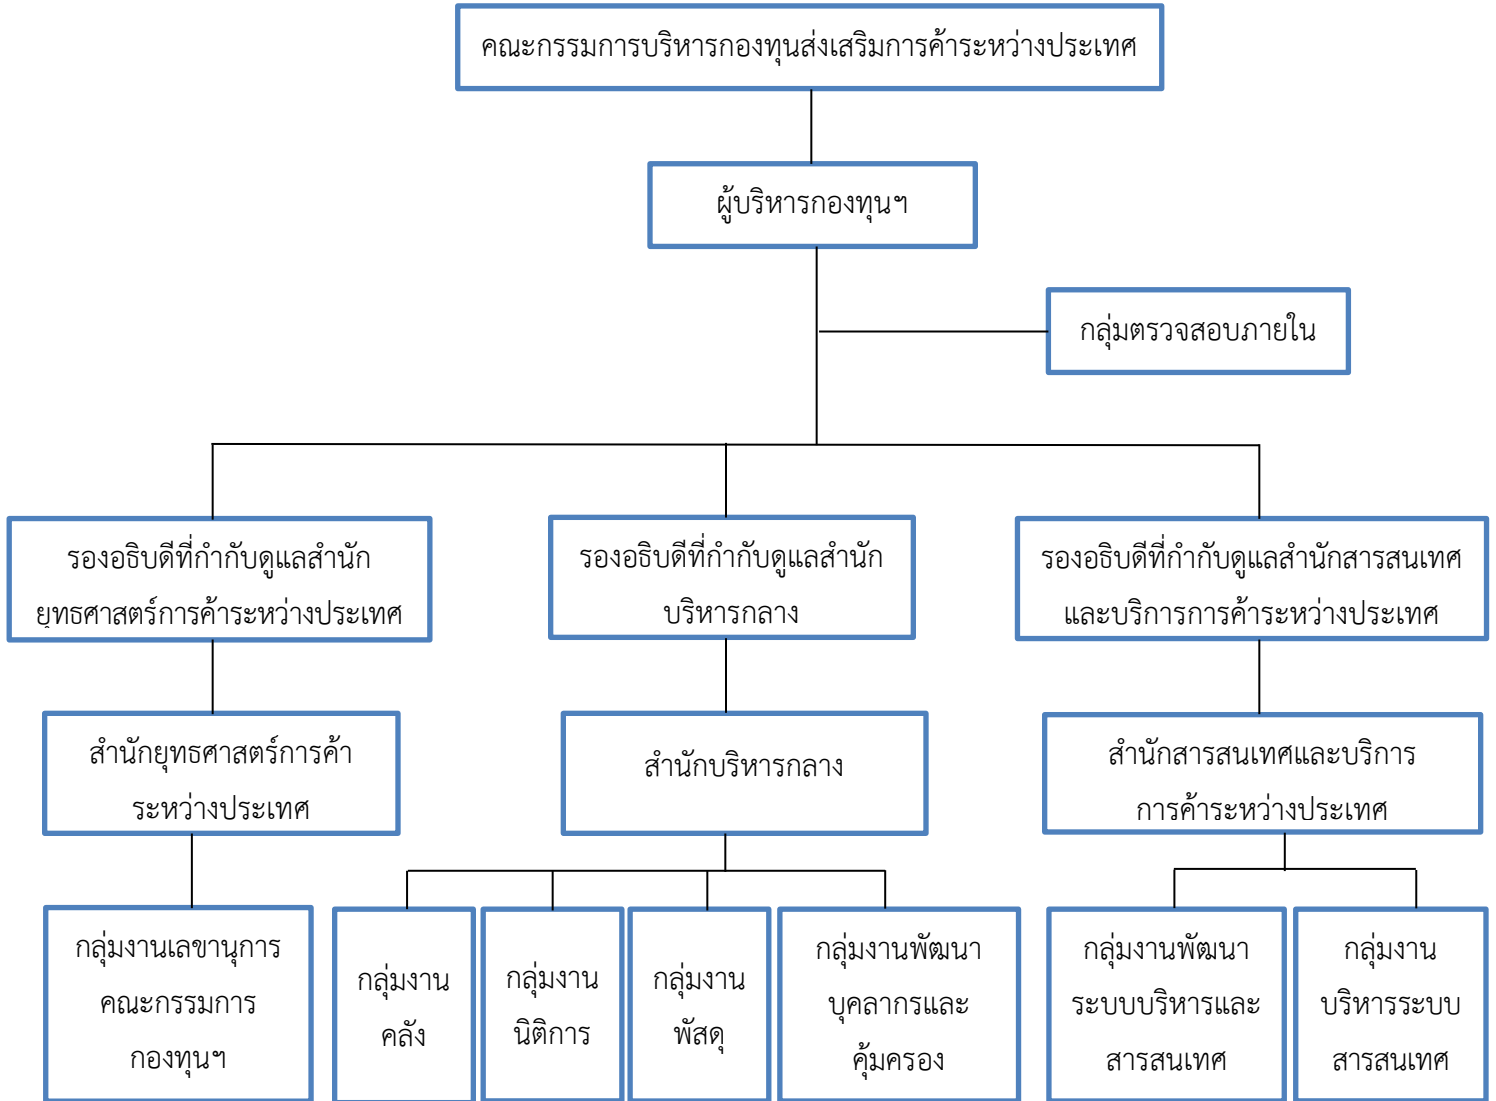 คณะกรรมการบริหารกองทุนส่งเสริมการค้าระหว่างประเทศ
ผู้บริหารกองทุนฯ
กลุ่มตรวจสอบภายใน
รองอธิบดีที่กำกับดูแลสำนัก
ยุทธศาสตร์การค้าระหว่างประเทศ
รองอธิบดีที่กำกับดูแลสำนัก
บริหารกลาง
รองอธิบดีที่กำกับดูแลสำนักสารสนเทศ
และบริการการค้าระหว่างประเทศ
สำนักยุทธศาสตร์การค้า
ระหว่างประเทศ
สำนักบริหารกลาง
สำนักสารสนเทศและบริการ
การค้าระหว่างประเทศ
กลุ่มงานเลขานุการ
คณะกรรมการ
กองทุนฯ
กลุ่มงาน
คลัง
กลุ่มงาน
นิติการ
กลุ่มงาน
พัสดุ
กลุ่มงานพัฒนา
บุคลากรและ
คุ้มครอง
กลุ่มงานพัฒนา
ระบบบริหารและ
สารสนเทศ
กลุ่มงาน
บริหารระบบ
สารสนเทศ